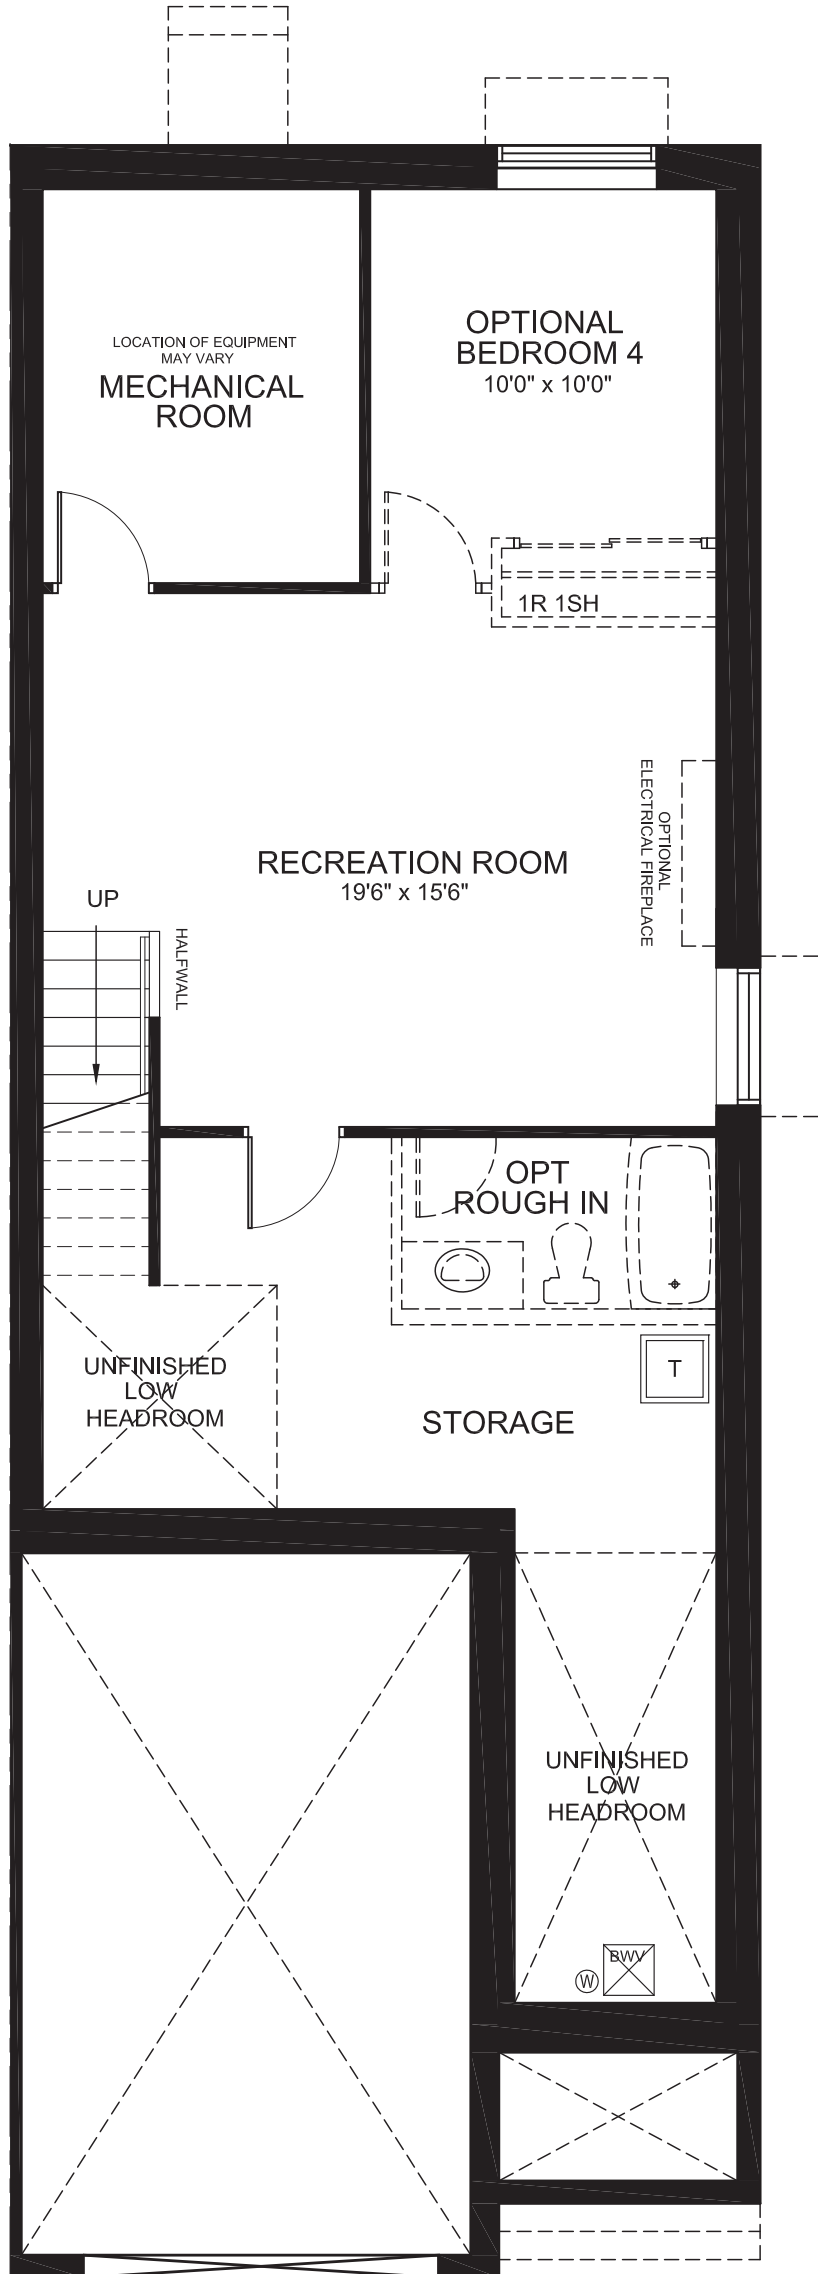 LOCATION OF EQUIPMENT
MAY VARY
MECHANICAL
ROOM
OPTIONAL
BEDROOM 4
10'0" x 10'0"
1R 1SH
OPTIONAL
ELECTRICAL FIREPLACE
RECREATION ROOM
19'6" x 15'6"
UP
HALFWALL
OPT
ROUGH IN
UNFINISHED
LOW
HEADROOM
T
STORAGE
UNFINISHED
LOW
HEADROOM
BWV
W